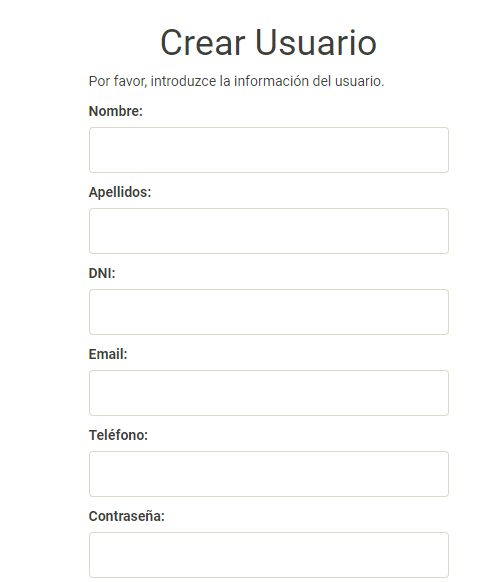 Crear Usuario
Por favor, introduzce la información del usuario.
Nombre:
Apellidos:
DNI:
Email:
Teléfono:
Contraseña: